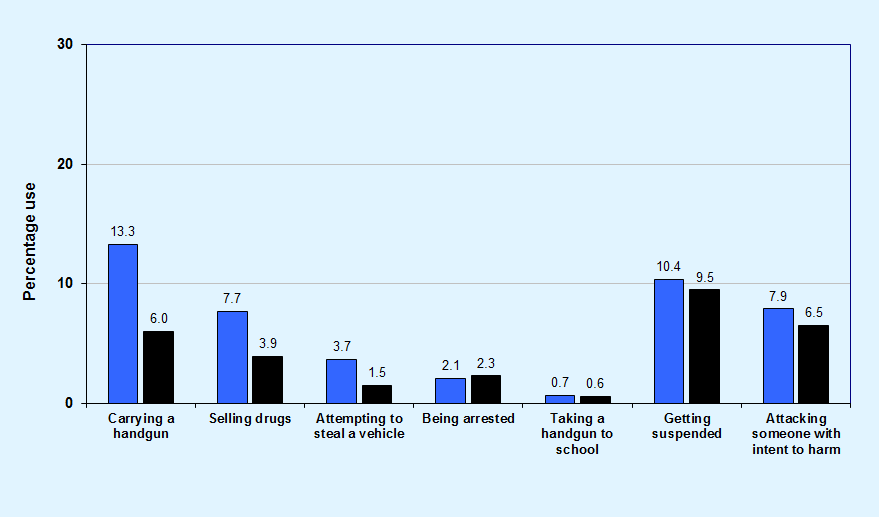 30
20
10
0
Percentage use
13.3
6.0
7.7
3.9
3.7
1.5
2.1
2.3
0.7
0.6
10.4
9.5
7.9
6.5
Carrying a
handgun
Selling drugs
Attempting to
steal a vehicle
Being arrested
Taking a
handgun to
school
Getting
suspended
Attacking
someone with
intent to harm